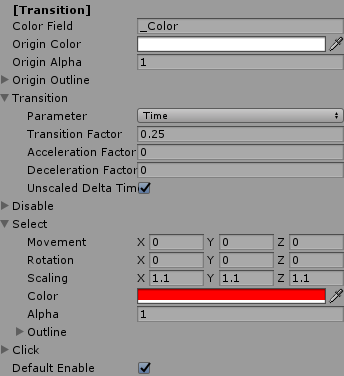 [Transition]
Color Field _Color
Origin Color
Origin Alpha 1
Origin Outline
Transition
Parameter Time
Transition Factor 0.25
Acceleration Factor 0
Deceleration Factor 0
Unscaled Delta Tim
Disable
Select
Movement X 0 Y 0 Z 0
Rotation X 0 Y 0 Z 0
Scaling X 1.1 Y 1.1 Z 1.1
Color
Alpha 1
Outline
Click
Default Enable